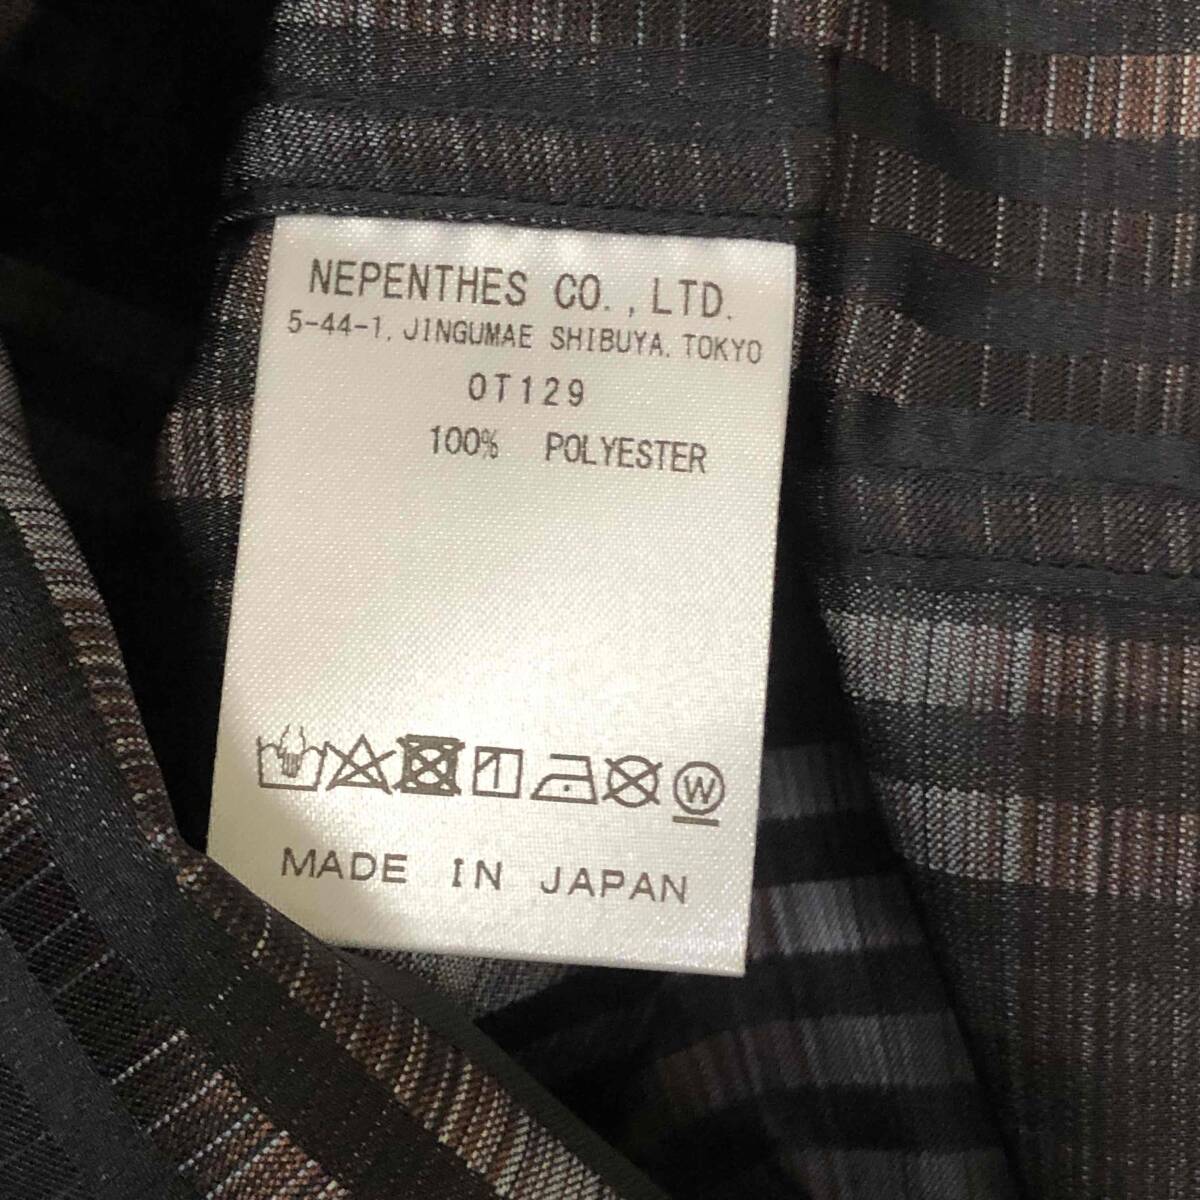 NEPENTHES CO., LTD.
5-44-1, JINGUMAE SHIBUYA, TOKYO
OT129
100% POLYESTER
W
MADE IN JAPAN